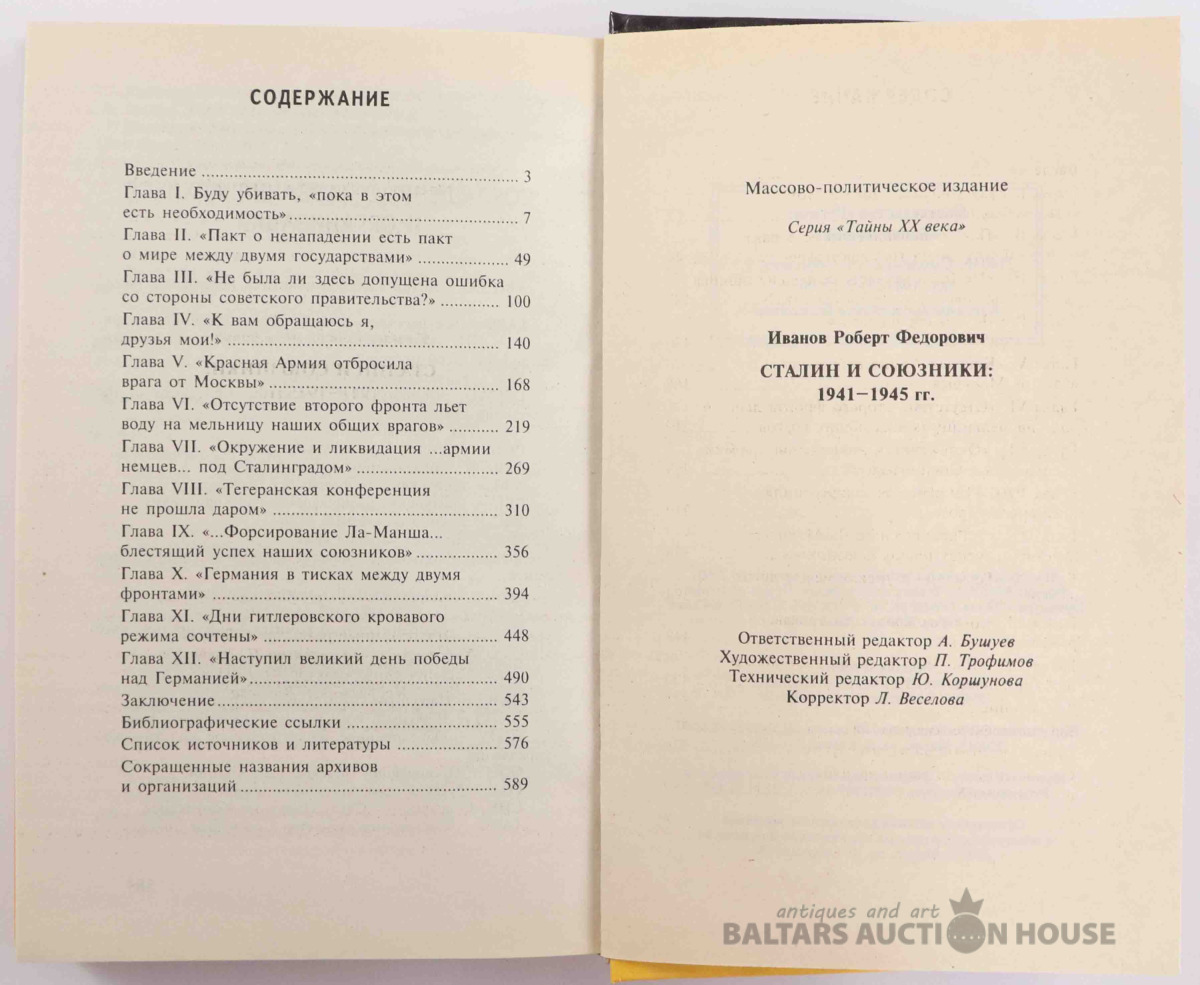 СОДЕРЖАНИЕ
Введение ........ 3
Глава I. Буду убивать, «пока в этом
есть необходимость» ........ 7
Глава II. «Пакт о ненападении есть пакт
о мире между двумя государствами» ........ 49
Глава III. «Не была ли здесь допущена ошибка
со стороны советского правительства?» ........ 100
Глава IV. «К вам обращаюсь я,
друзья мои!» ........ 140
Глава V. «Красная Армия отбросила
врага от Москвы» ........ 168
Глава VI. «Отсутствие второго фронта льет
воду на мельницу наших общих врагов» ........ 219
Глава VII. «Окружение и ликвидация ...армии
немцев... под Сталинградом» ........ 269
Глава VIII. «Тегеранская конференция
не прошла даром» ........ 310
Глава IX. «...Форсирование Ла-Манша...
блестящий успех наших союзников» ........ 356
Глава X. «Германия в тисках между двумя
фронтами» ........ 394
Глава XI. «Дни гитлеровского кровавого
режима сочтены» ........ 448
Глава XII. «Наступил великий день победы
над Германией» ........ 490
Заключение ........ 543
Библиографические ссылки ........ 555
Список источников и литературы ........ 576
Сокращенные названия архивов
и организаций ........ 589
Массово-политическое издание
Серия «Тайны XX века»
Иванов Роберт Федорович
СТАЛИН И СОЮЗНИКИ:
1941—1945 гг.
Ответственный редактор А. Бушуев
Художественный редактор П. Трофимов
Технический редактор Ю. Коршунова
Корректор Л. Веселова
antiques and art
BALTARS AUCTION HOUSE